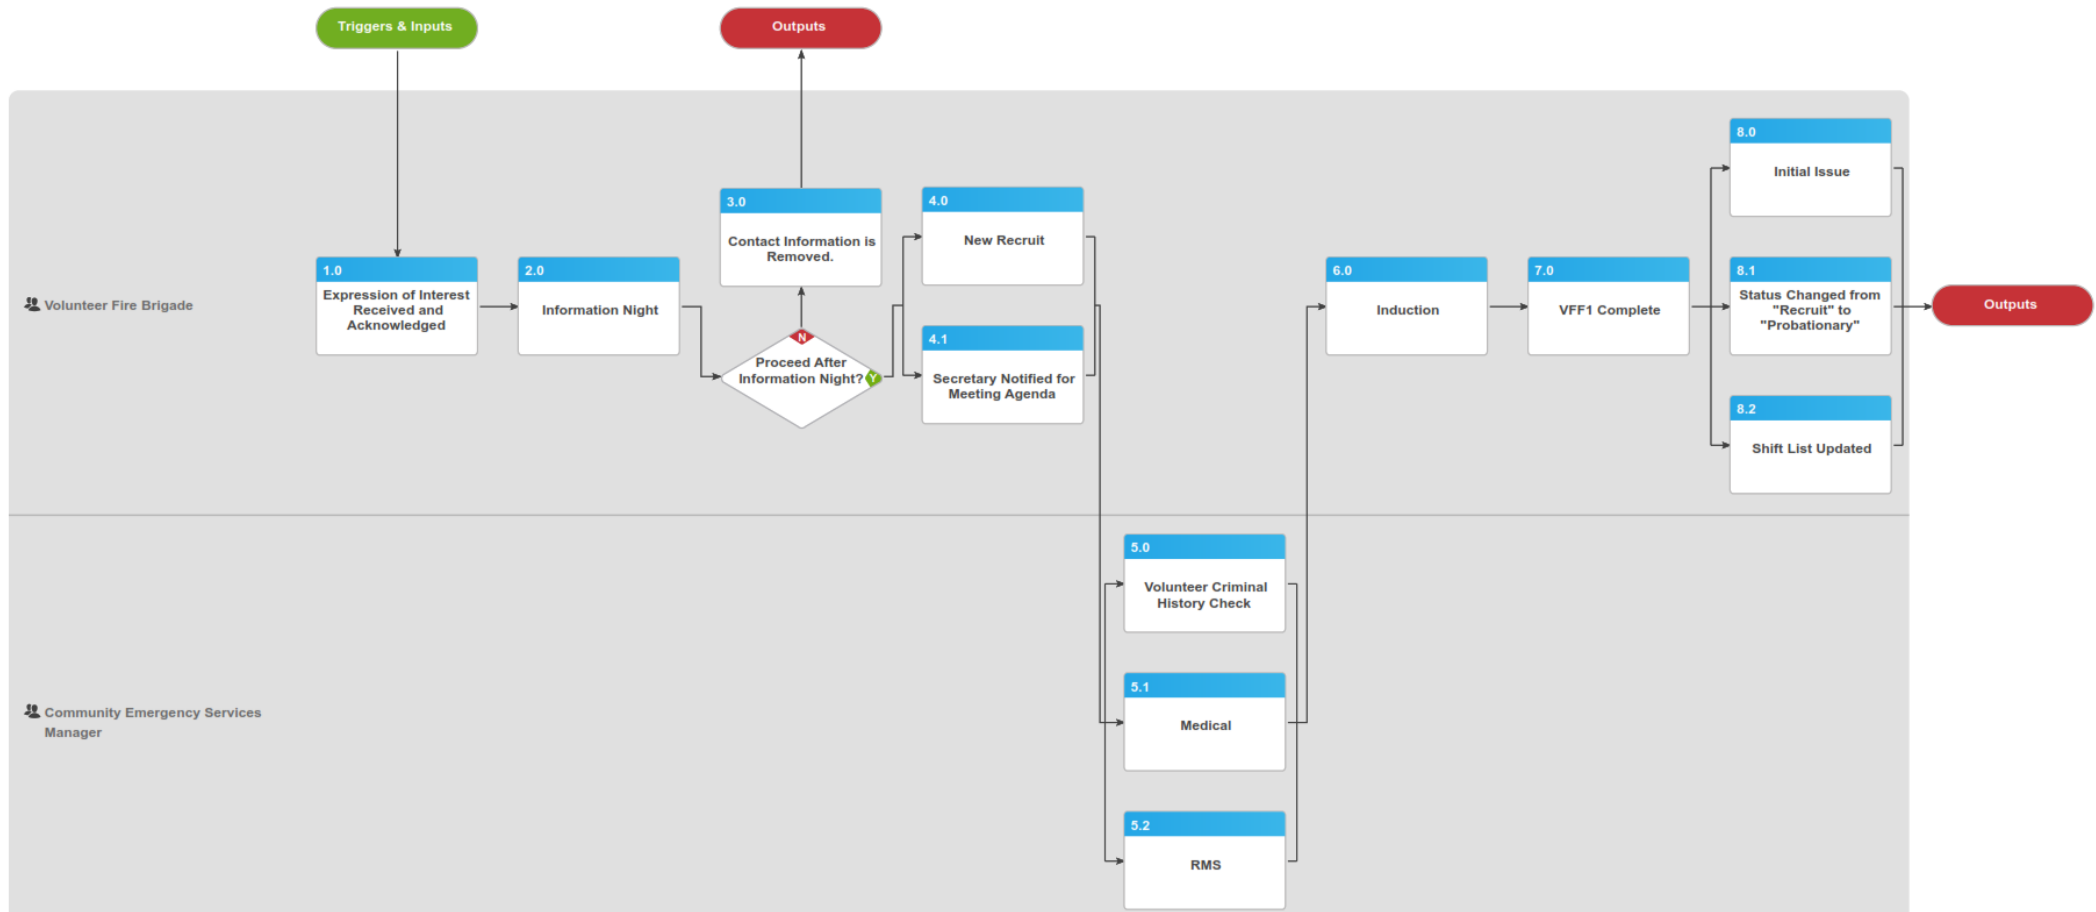 Triggers & Inputs
Outputs
Volunteer Fire Brigade
1.0
Expression of Interest
Received and
Acknowledged
2.0
Information Night
3.0
Contact Information is
Removed.
N
Proceed After
Information Night?
Y
4.0
New Recruit
4.1
Secretary Notified for
Meeting Agenda
6.0
Induction
7.0
VFF1 Complete
8.0
Initial Issue
8.1
Status Changed from
"Recruit" to
"Probationary"
8.2
Shift List Updated
Outputs
Community Emergency Services
Manager
5.0
Volunteer Criminal
History Check
5.1
Medical
5.2
RMS